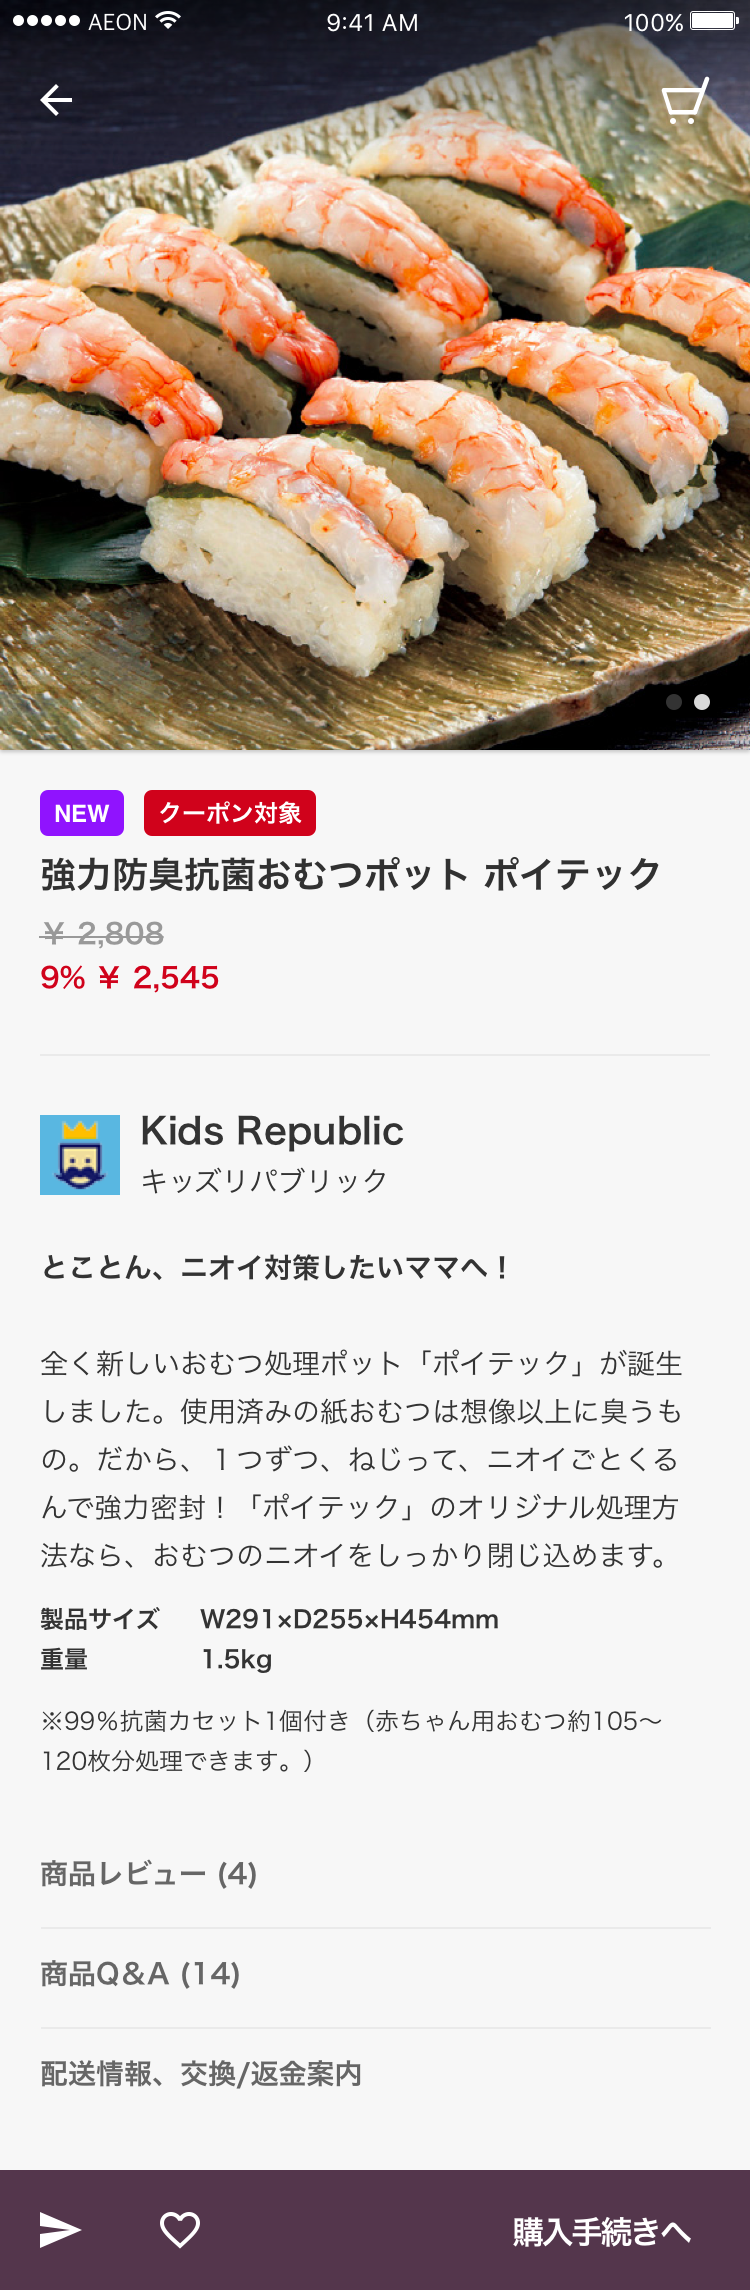 AEON 9:41 AM 100%
NEW クーポン対象
強力防臭抗菌おむつポット ポイテック
¥ 2,808
9% ¥ 2,545
Kids Republic
キッズリパブリック
とことん、ニオイ対策したいママへ！
全く新しいおむつ処理ポット「ポイテック」が誕生
しました。使用済みの紙おむつは想像以上に臭うも
の。だから、１つずつ、ねじって、ニオイごとくる
んで強力密封！「ポイテック」のオリジナル処理方
法なら、おむつのニオイをしっかり閉じ込めます。
製品サイズ W291×D255×H454mm
重量 1.5kg
※99％抗菌カセット1個付き（赤ちゃん用おむつ約105〜
120枚分処理できます。）
商品レビュー (4)
商品Q&A (14)
配送情報、交換/返金案内
購入手続きへ